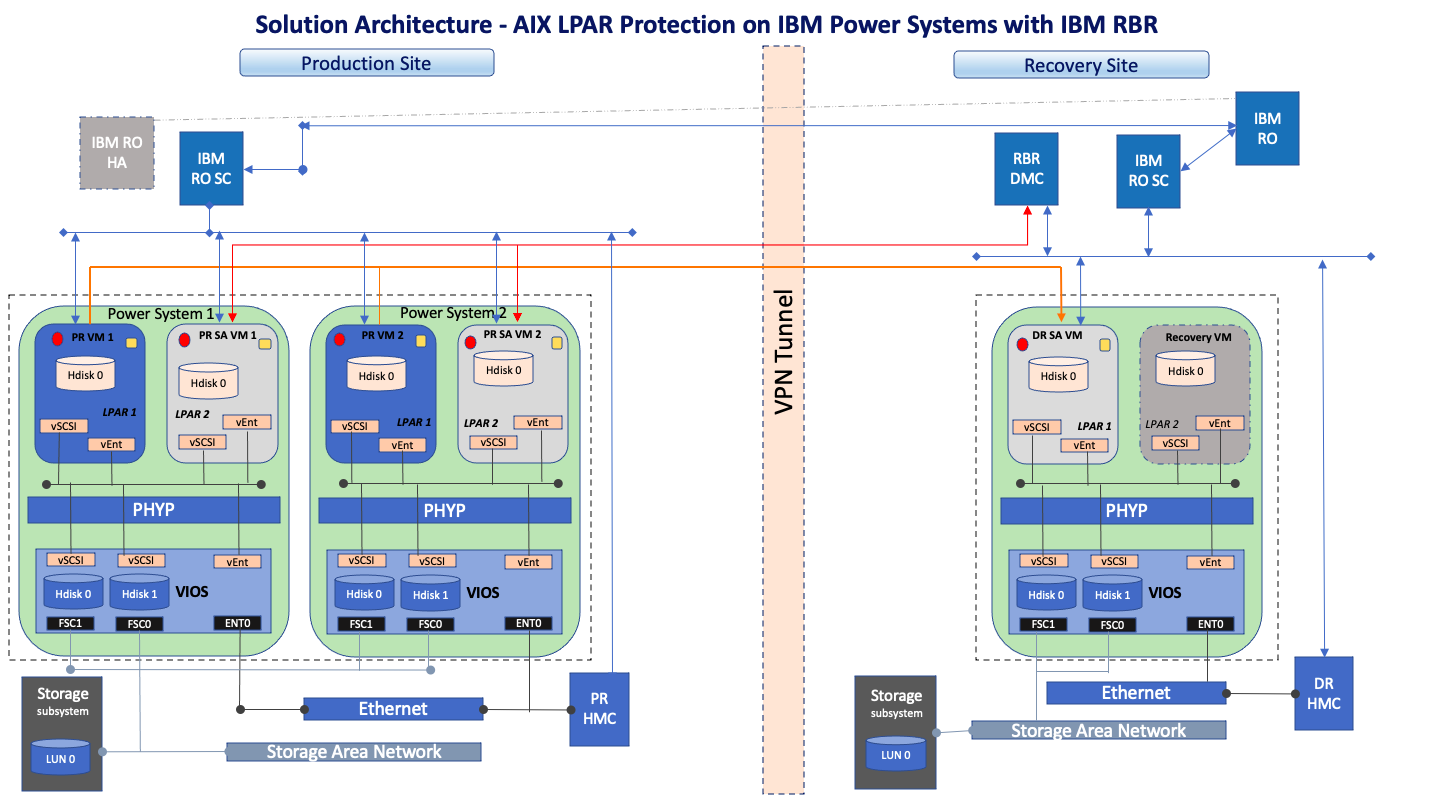 Solution Architecture - AIX LPAR Protection on IBM Power Systems with IBM RBR
Production Site
Recovery Site
IBM RO
HA
IBM
RO SC
RBR
DMC
IBM
RO SC
IBM
RO
VPN Tunnel
Power System 1
PR VM 1
Hdisk 0
LPAR 1
vSCSI
vEnt
PR SA VM 1
Hdisk 0
LPAR 2
vEnt
vSCSI
PHYP
vSCSI
vSCSI
vEnt
Hdisk 0
Hdisk 1
VIOS
FSC1
FSC0
ENT0
Power System 2
PR VM 2
Hdisk 0
LPAR 1
vSCSI
vEnt
PR SA VM 2
Hdisk 0
LPAR 2
vEnt
vSCSI
PHYP
vSCSI
vSCSI
vEnt
Hdisk 0
Hdisk 1
VIOS
FSC1
FSC0
ENT0
DR SA VM
Hdisk 0
LPAR 1
vSCSI
vEnt
Recovery VM
Hdisk 0
LPAR 2
vEnt
vSCSI
PHYP
vSCSI
vSCSI
vEnt
Hdisk 0
Hdisk 1
VIOS
FSC1
FSC0
ENT0
Storage
subsystem
LUN 0
Ethernet
Storage Area Network
PR
HMC
Storage
subsystem
LUN 0
Ethernet
Storage Area Network
DR
HMC